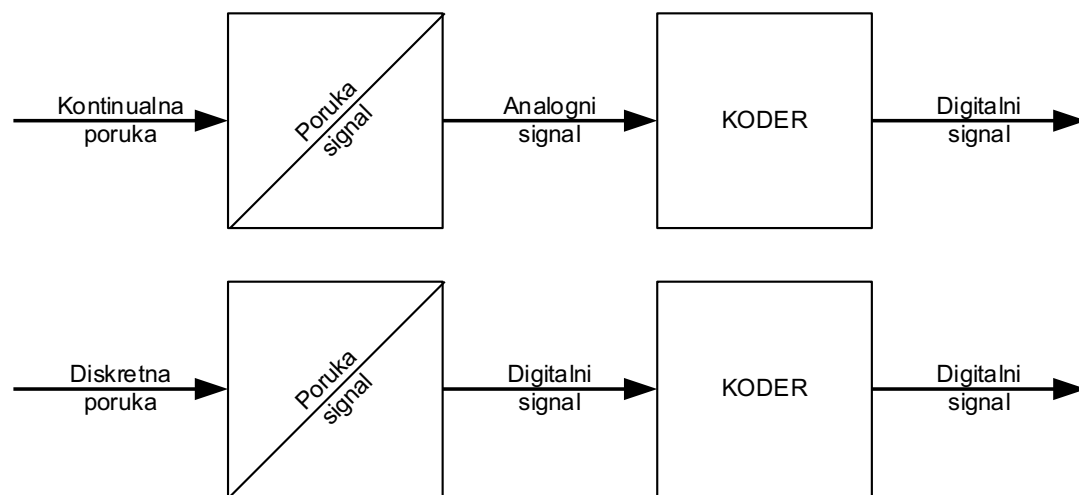 Kontinualna
poruka
Poruka
signal
Analogni
signal
KODER
Digitalni
signal
Diskretna
poruka
Poruka
signal
Digitalni
signal
KODER
Digitalni
signal